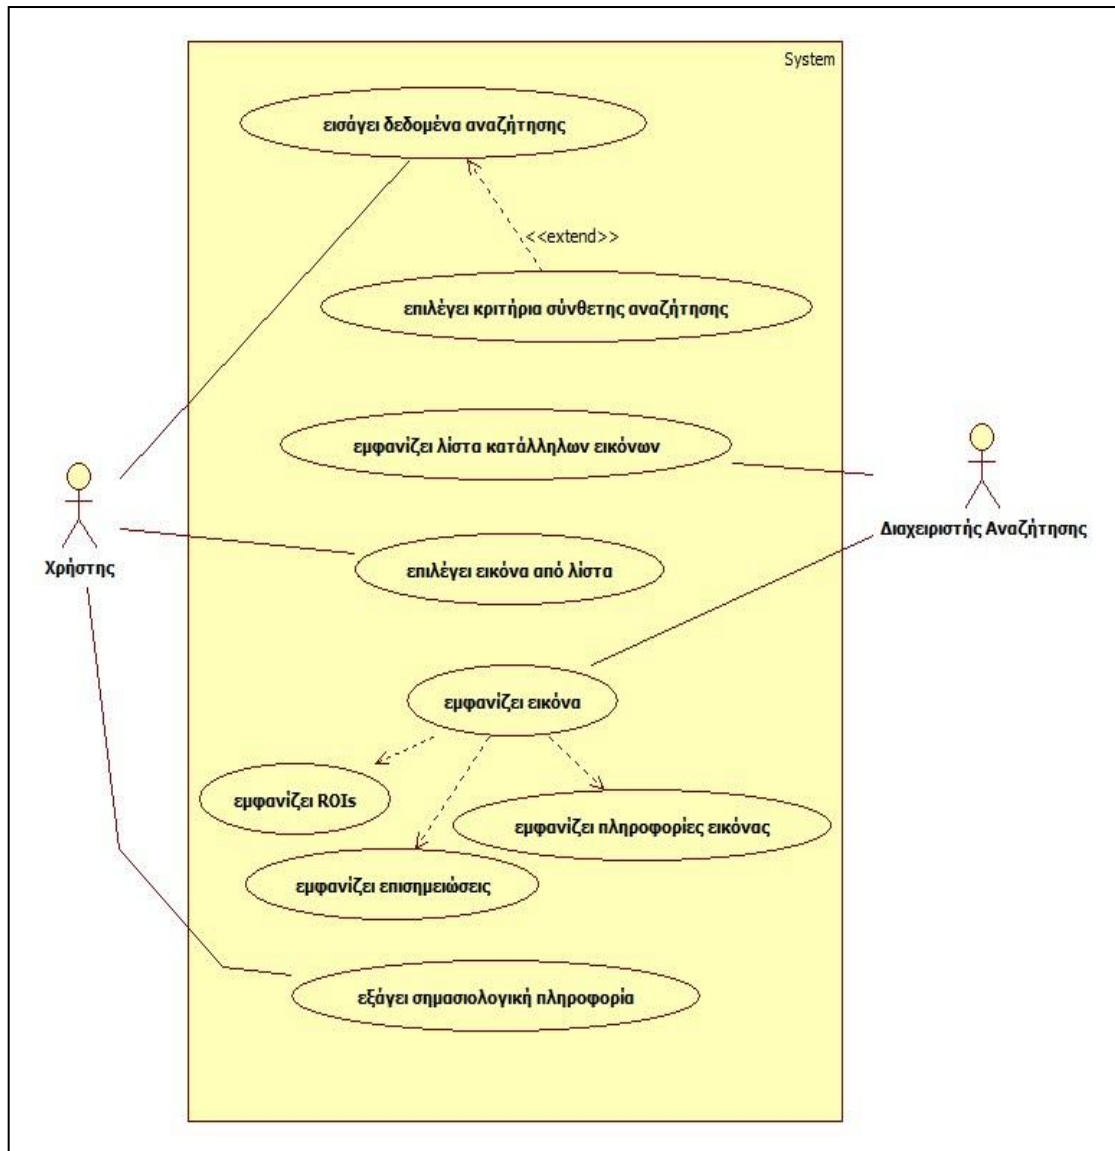 System
εισάγει δεδομένα αναζήτησης
<<extend>>
επιλέγει κριτήρια σύνθετης αναζήτησης
εμφανίζει λίστα κατάλληλων εικόνων
Διαχειριστής Αναζήτησης
Χρήστης
επιλέγει εικόνα από λίστα
εμφανίζει εικόνα
εμφανίζει ROIs
εμφανίζει πληροφορίες εικόνας
εμφανίζει επισημειώσεις
εξάγει σημασιολογική πληροφορία